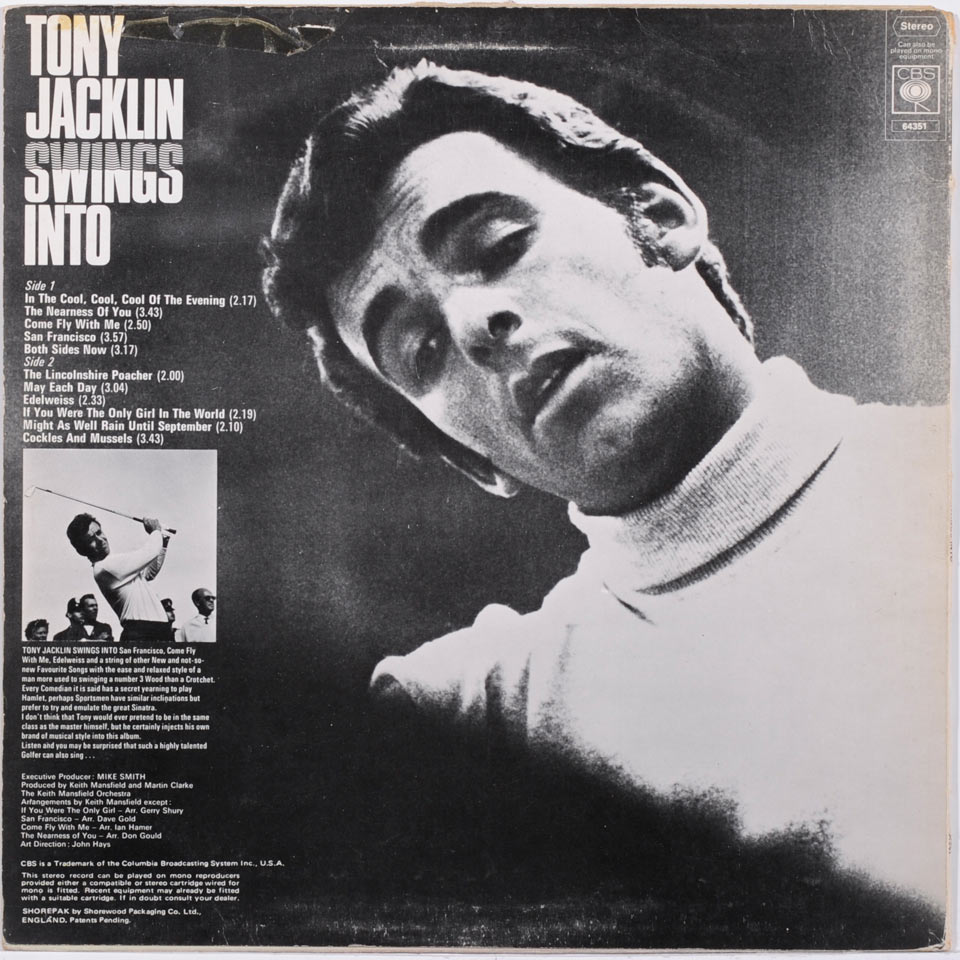 TONY
JACKLIN
SWINGS
INTO
Side 1
In The Cool, Cool, Cool Of The Evening (2.17)
The Nearness Of You (3.43)
Come Fly With Me (2.50)
San Francisco (3.57)
Both Sides Now (3.17)
Side 2
The Lincolnshire Poacher (2.00)
May Each Day (3.04)
Edelweiss (2.33)
If You Were The Only Girl In The World (2.19)
Might As Well Rain Until September (2.10)
Cockles And Mussels (3.43)
TONY JACKLIN SWINGS INTO San Francisco, Come Fly
With Me, Edelweiss and a string of other New and not-so-
new Favourite Songs with the ease and relaxed style of a
man more used to swinging a number 3 Wood than a Crotchet.
Every Comedian it is said has a secret yearning to play
Hamlet, perhaps Sportsmen have similar inclinations but
prefer to try and emulate the great Sinatra.
I don't think that Tony would ever pretend to be in the same
class as the master himself, but he certainly injects his own
brand of musical style into this album.
Listen and you may be surprised that such a highly talented
Golfer can also sing . . .
Executive Producer: MIKE SMITH
Produced by Keith Mansfield and Martin Clarke
The Keith Mansfield Orchestra
Arrangements by Keith Mansfield except:
If You Were The Only Girl – Arr. Gerry Shury
San Francisco – Arr. Dave Gold
Come Fly With Me – Arr. Ian Hamer
The Nearness of You – Arr. Don Gould
Art Direction: John Hays
CBS is a Trademark of the Columbia Broadcasting System Inc., U.S.A.
This stereo record can be played on mono reproducers
provided either a compatible or stereo cartridge wired for
mono is fitted. Recent equipment may already be fitted
with a suitable cartridge. If in doubt consult your dealer.
SHOREPAK by Shorewood Packaging Co. Ltd.,
ENGLAND. Patents Pending.
Stereo
Can also be
played on mono
equipment
CBS
64351